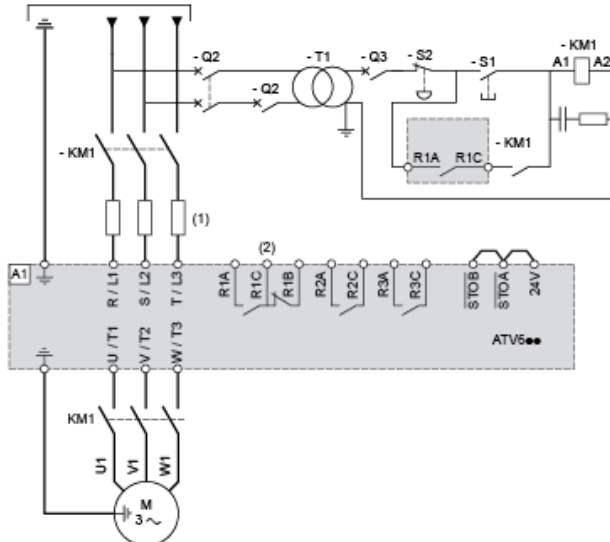 - Q2
- T1
- Q3
- S2
- S1
- KM1
A1
A2
- Q2
- KM1
R1A
R1C
- KM1
(1)
(2)
A1
R / L1
S / L2
T / L3
R1A
R1C
R1B
R2A
R2C
R3A
R3C
STOB
STOA
24V
U / T1
V / T2
W / T3
ATV6●●
KM1
U1
V1
W1
M
3 ~